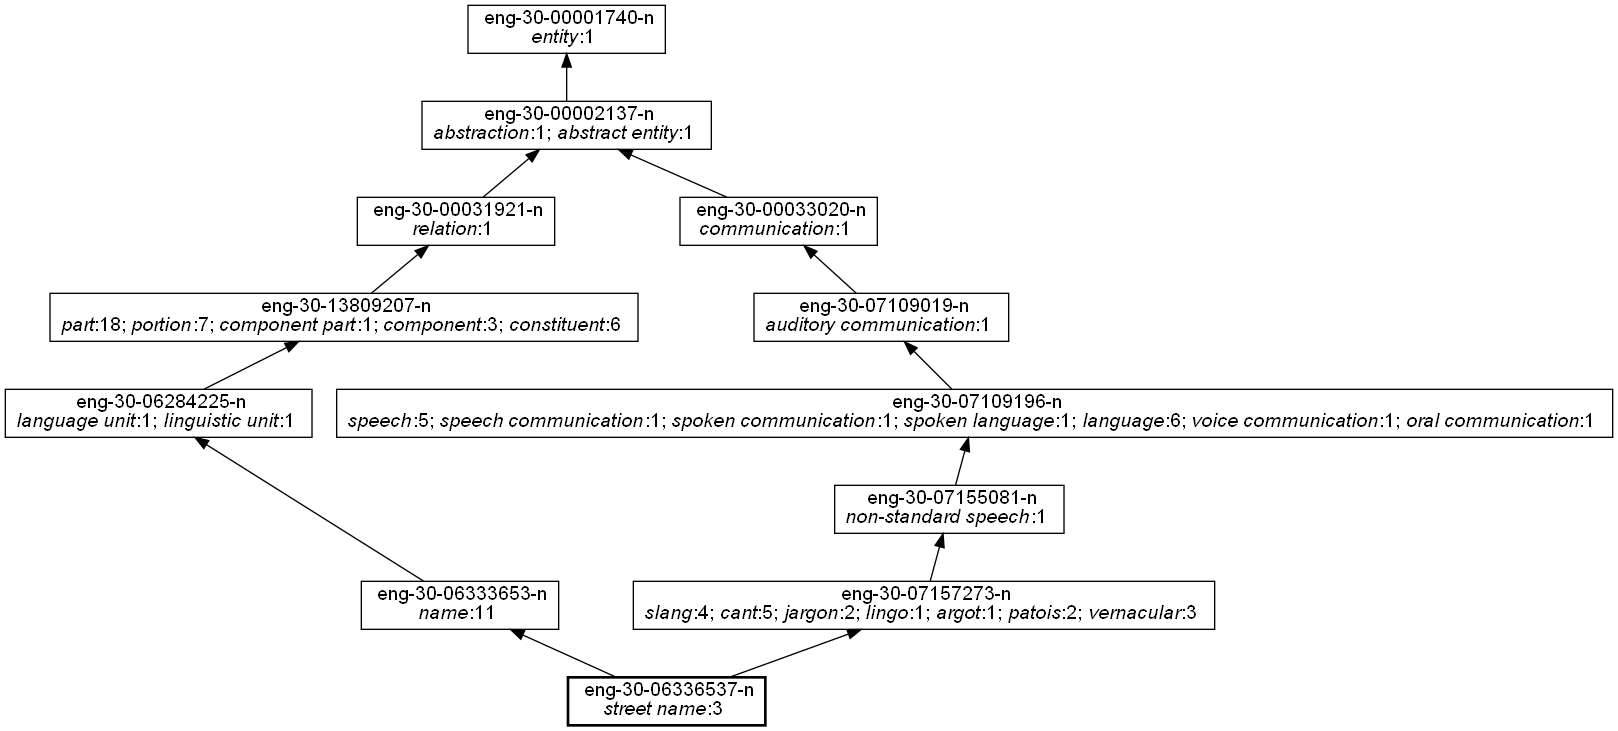 eng-30-00001740-n
entity:1
eng-30-00002137-n
abstraction:1; abstract entity:1
eng-30-00031921-n
relation:1
eng-30-00033020-n
communication:1
eng-30-13809207-n
part:18; portion:7; component part:1; component:3; constituent:6
eng-30-07109019-n
auditory communication:1
eng-30-06284225-n
language unit:1; linguistic unit:1
eng-30-07109196-n
speech:5; speech communication:1; spoken communication:1; spoken language:1; language:6; voice communication:1; oral communication:1
eng-30-07155081-n
non-standard speech:1
eng-30-06333653-n
name:11
eng-30-07157273-n
slang:4; cant:5; jargon:2; lingo:1; argot:1; patois:2; vernacular:3
eng-30-06336537-n
street name:3